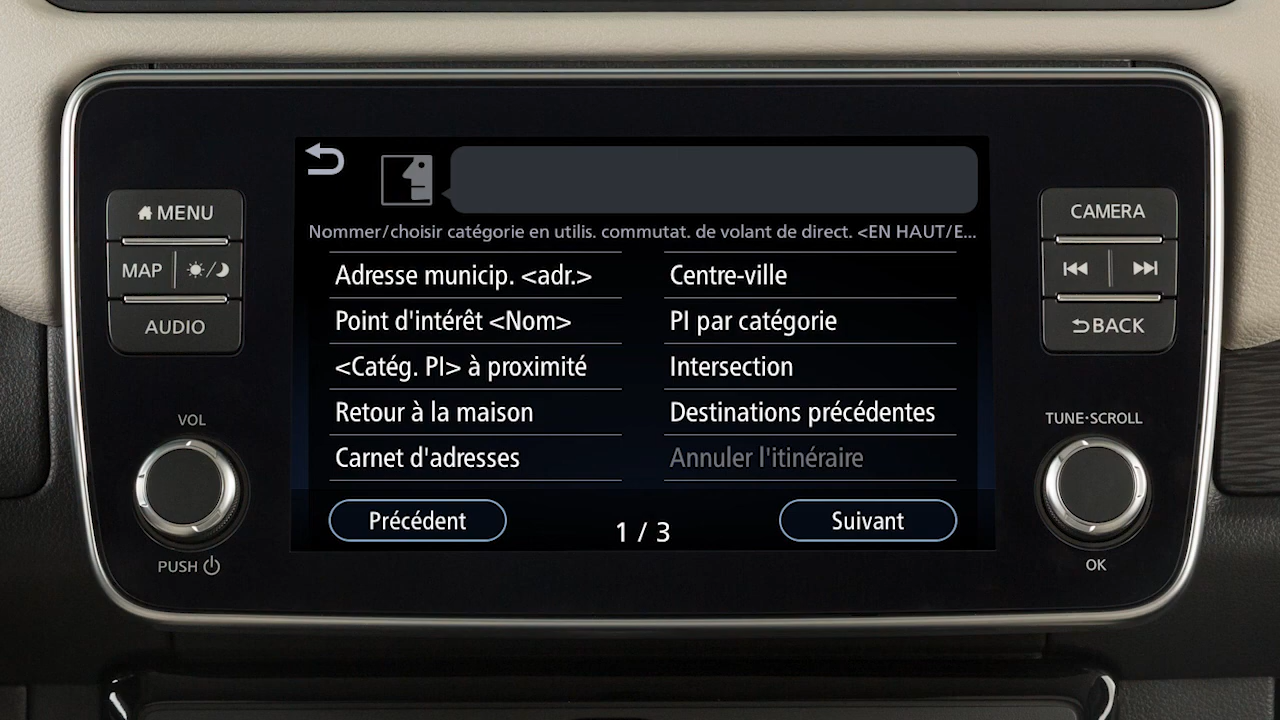 MENU
MAP
AUDIO
VOL
PUSH
Nommer/choisir catégorie en utilis. commutat. de volant de direct. <EN HAUT/E...
Adresse municip. <adr.>
Centre-ville
Point d'intérêt <Nom>
PI par catégorie
<Catég. PI> à proximité
Intersection
Retour à la maison
Destinations précédentes
Carnet d'adresses
Annuler l'itinéraire
Précédent
1 / 3
Suivant
CAMERA
BACK
TUNE·SCROLL
OK